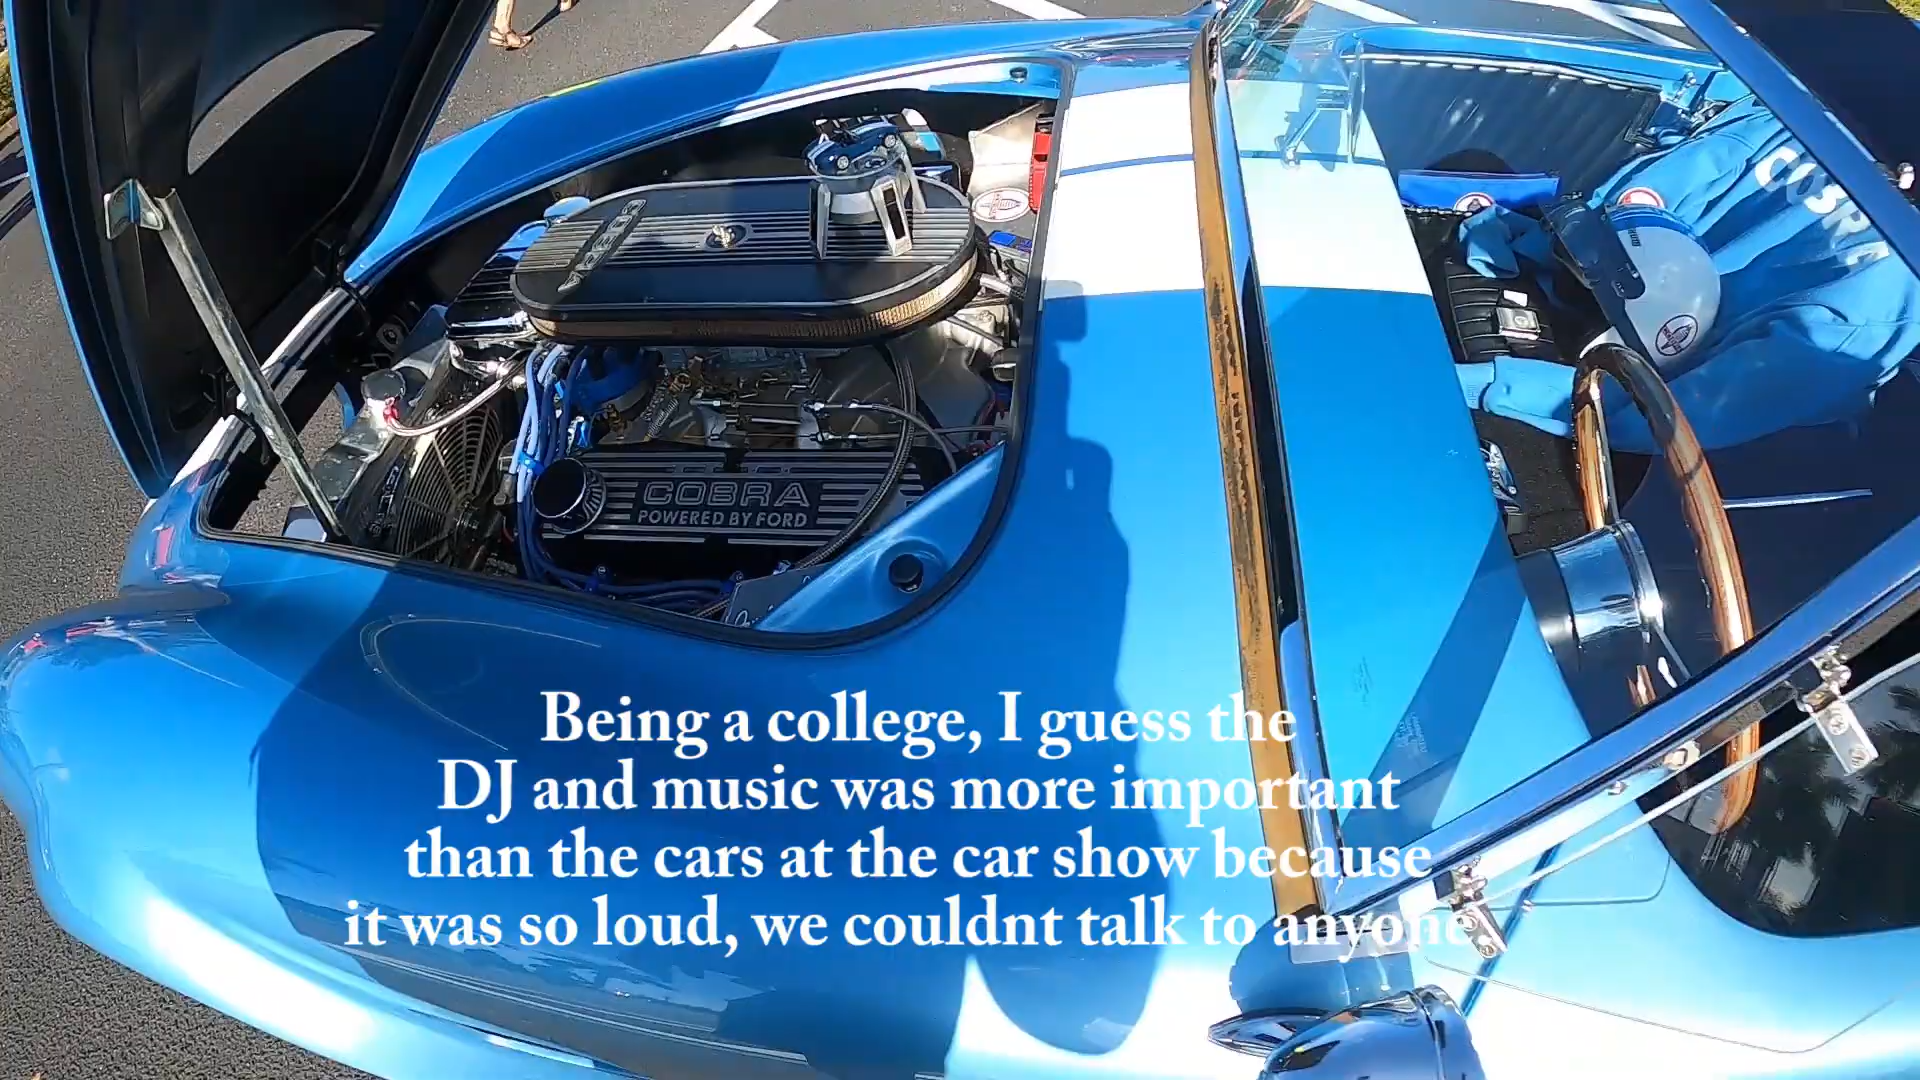 COBRA
COBRA
COBRA
POWERED BY FORD
Being a college, I guess the
DJ and music was more important
than the cars at the car show because
it was so loud, we couldnt talk to anyone.